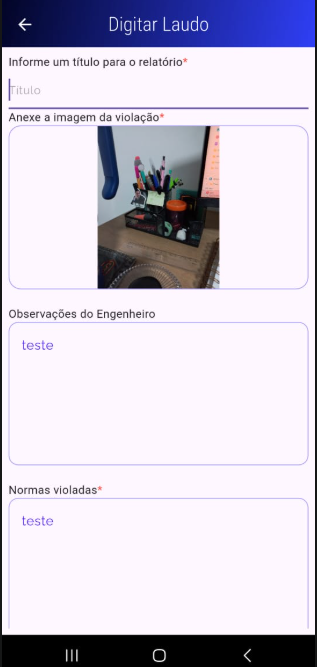 Digitar Laudo
Informe um título para o relatório*
Título
Anexe a imagem da violação*
Observações do Engenheiro
teste
Normas violadas*
teste